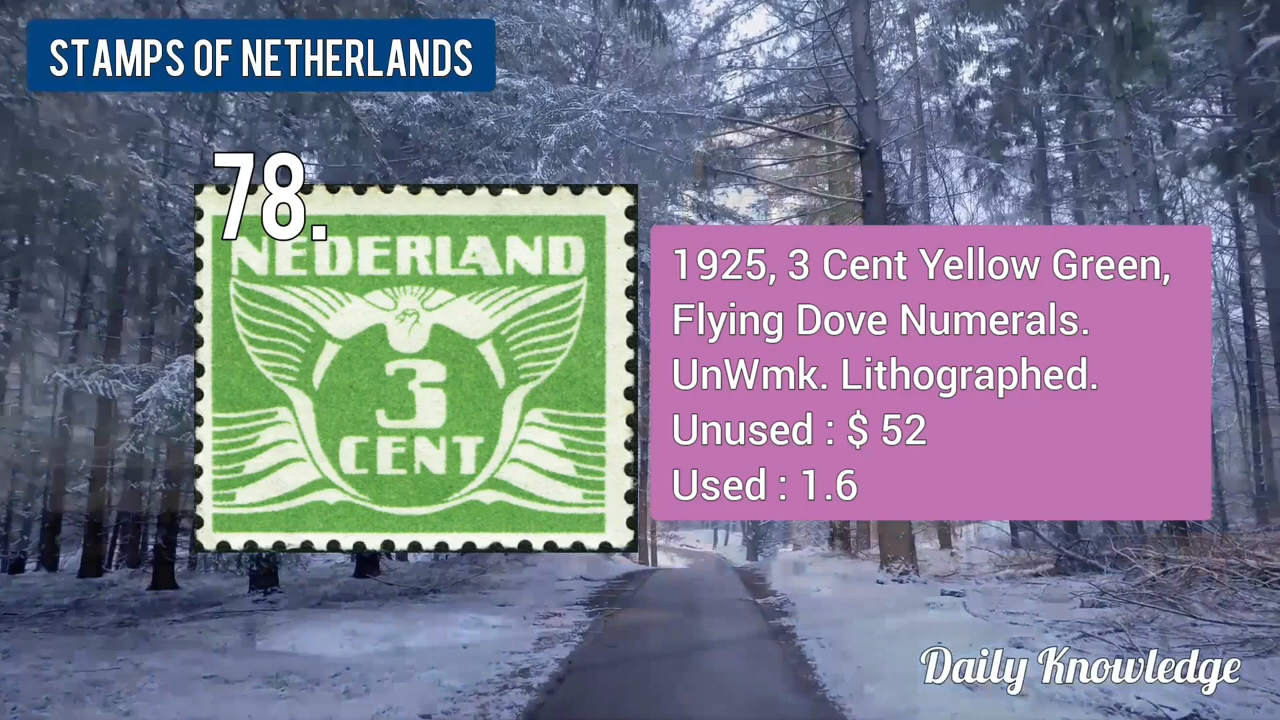 STAMPS OF NETHERLANDS
78.
NEDERLAND
3
CENT
1925, 3 Cent Yellow Green,
Flying Dove Numerals.
UnWmk. Lithographed.
Unused : $ 52
Used : 1.6
Daily Knowledge